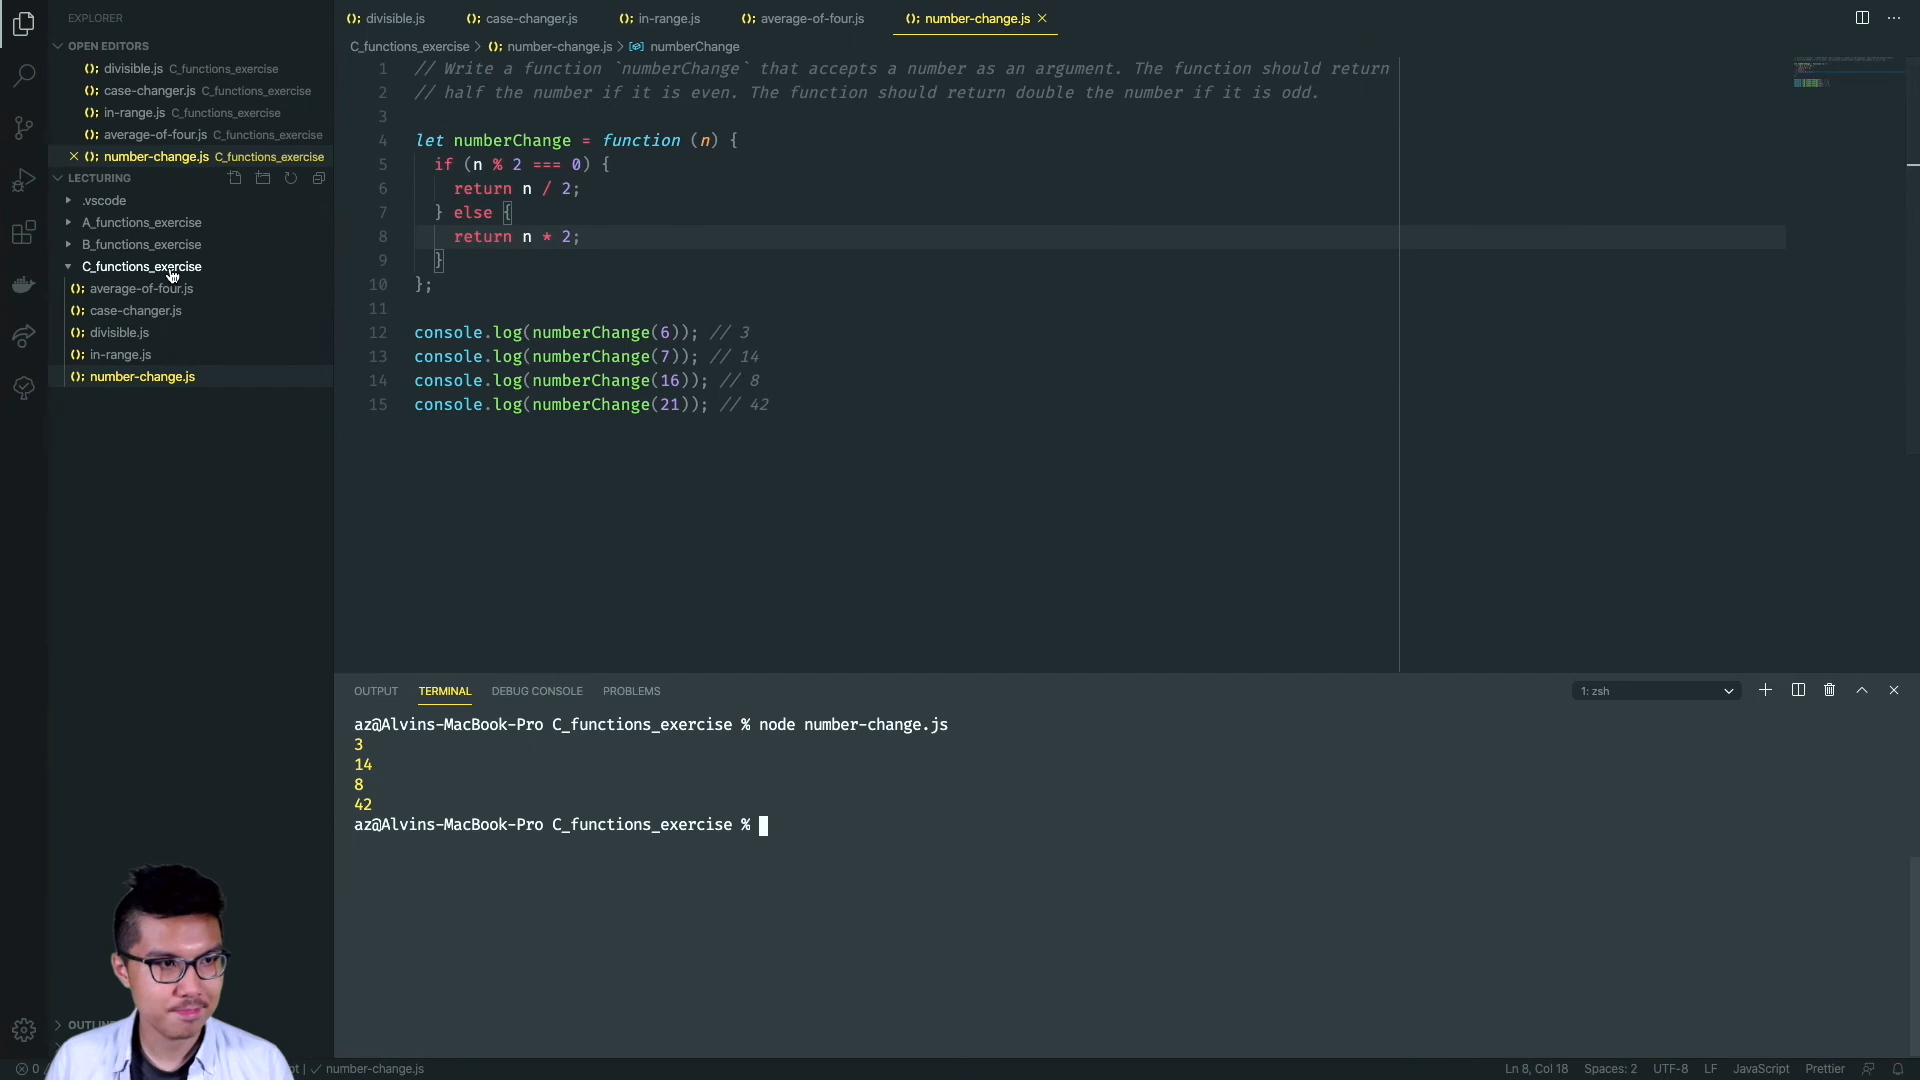 EXPLORER
OPEN EDITORS
(); divisible.js C_functions_exercise
(); case-changer.js C_functions_exercise
(); in-range.js C_functions_exercise
(); average-of-four.js C_functions_exercise
(); number-change.js C_functions_exercise
LECTURING
.vscode
A_functions_exercise
B_functions_exercise
C_functions_exercise
(); average-of-four.js
(); case-changer.js
(); divisible.js
(); in-range.js
(); number-change.js
(); divisible.js (); case-changer.js (); in-range.js (); average-of-four.js (); number-change.js
C_functions_exercise > (); number-change.js > numberChange
1 // Write a function `numberChange` that accepts a number as an argument. The function should return
2 // half the number if it is even. The function should return double the number if it is odd.
3
4 let numberChange = function (n) {
5 if (n % 2 === 0) {
6 return n / 2;
7 } else {
8 return n * 2;
9 }
10 };
11
12 console.log(numberChange(6)); // 3
13 console.log(numberChange(7)); // 14
14 console.log(numberChange(16)); // 8
15 console.log(numberChange(21)); // 42
OUTPUT TERMINAL DEBUG CONSOLE PROBLEMS
1: zsh
az@Alvins-MacBook-Pro C_functions_exercise % node number-change.js
3
14
8
42
az@Alvins-MacBook-Pro C_functions_exercise %
0
number-change.js
Ln 8, Col 18 Spaces: 2 UTF-8 LF JavaScript Prettier